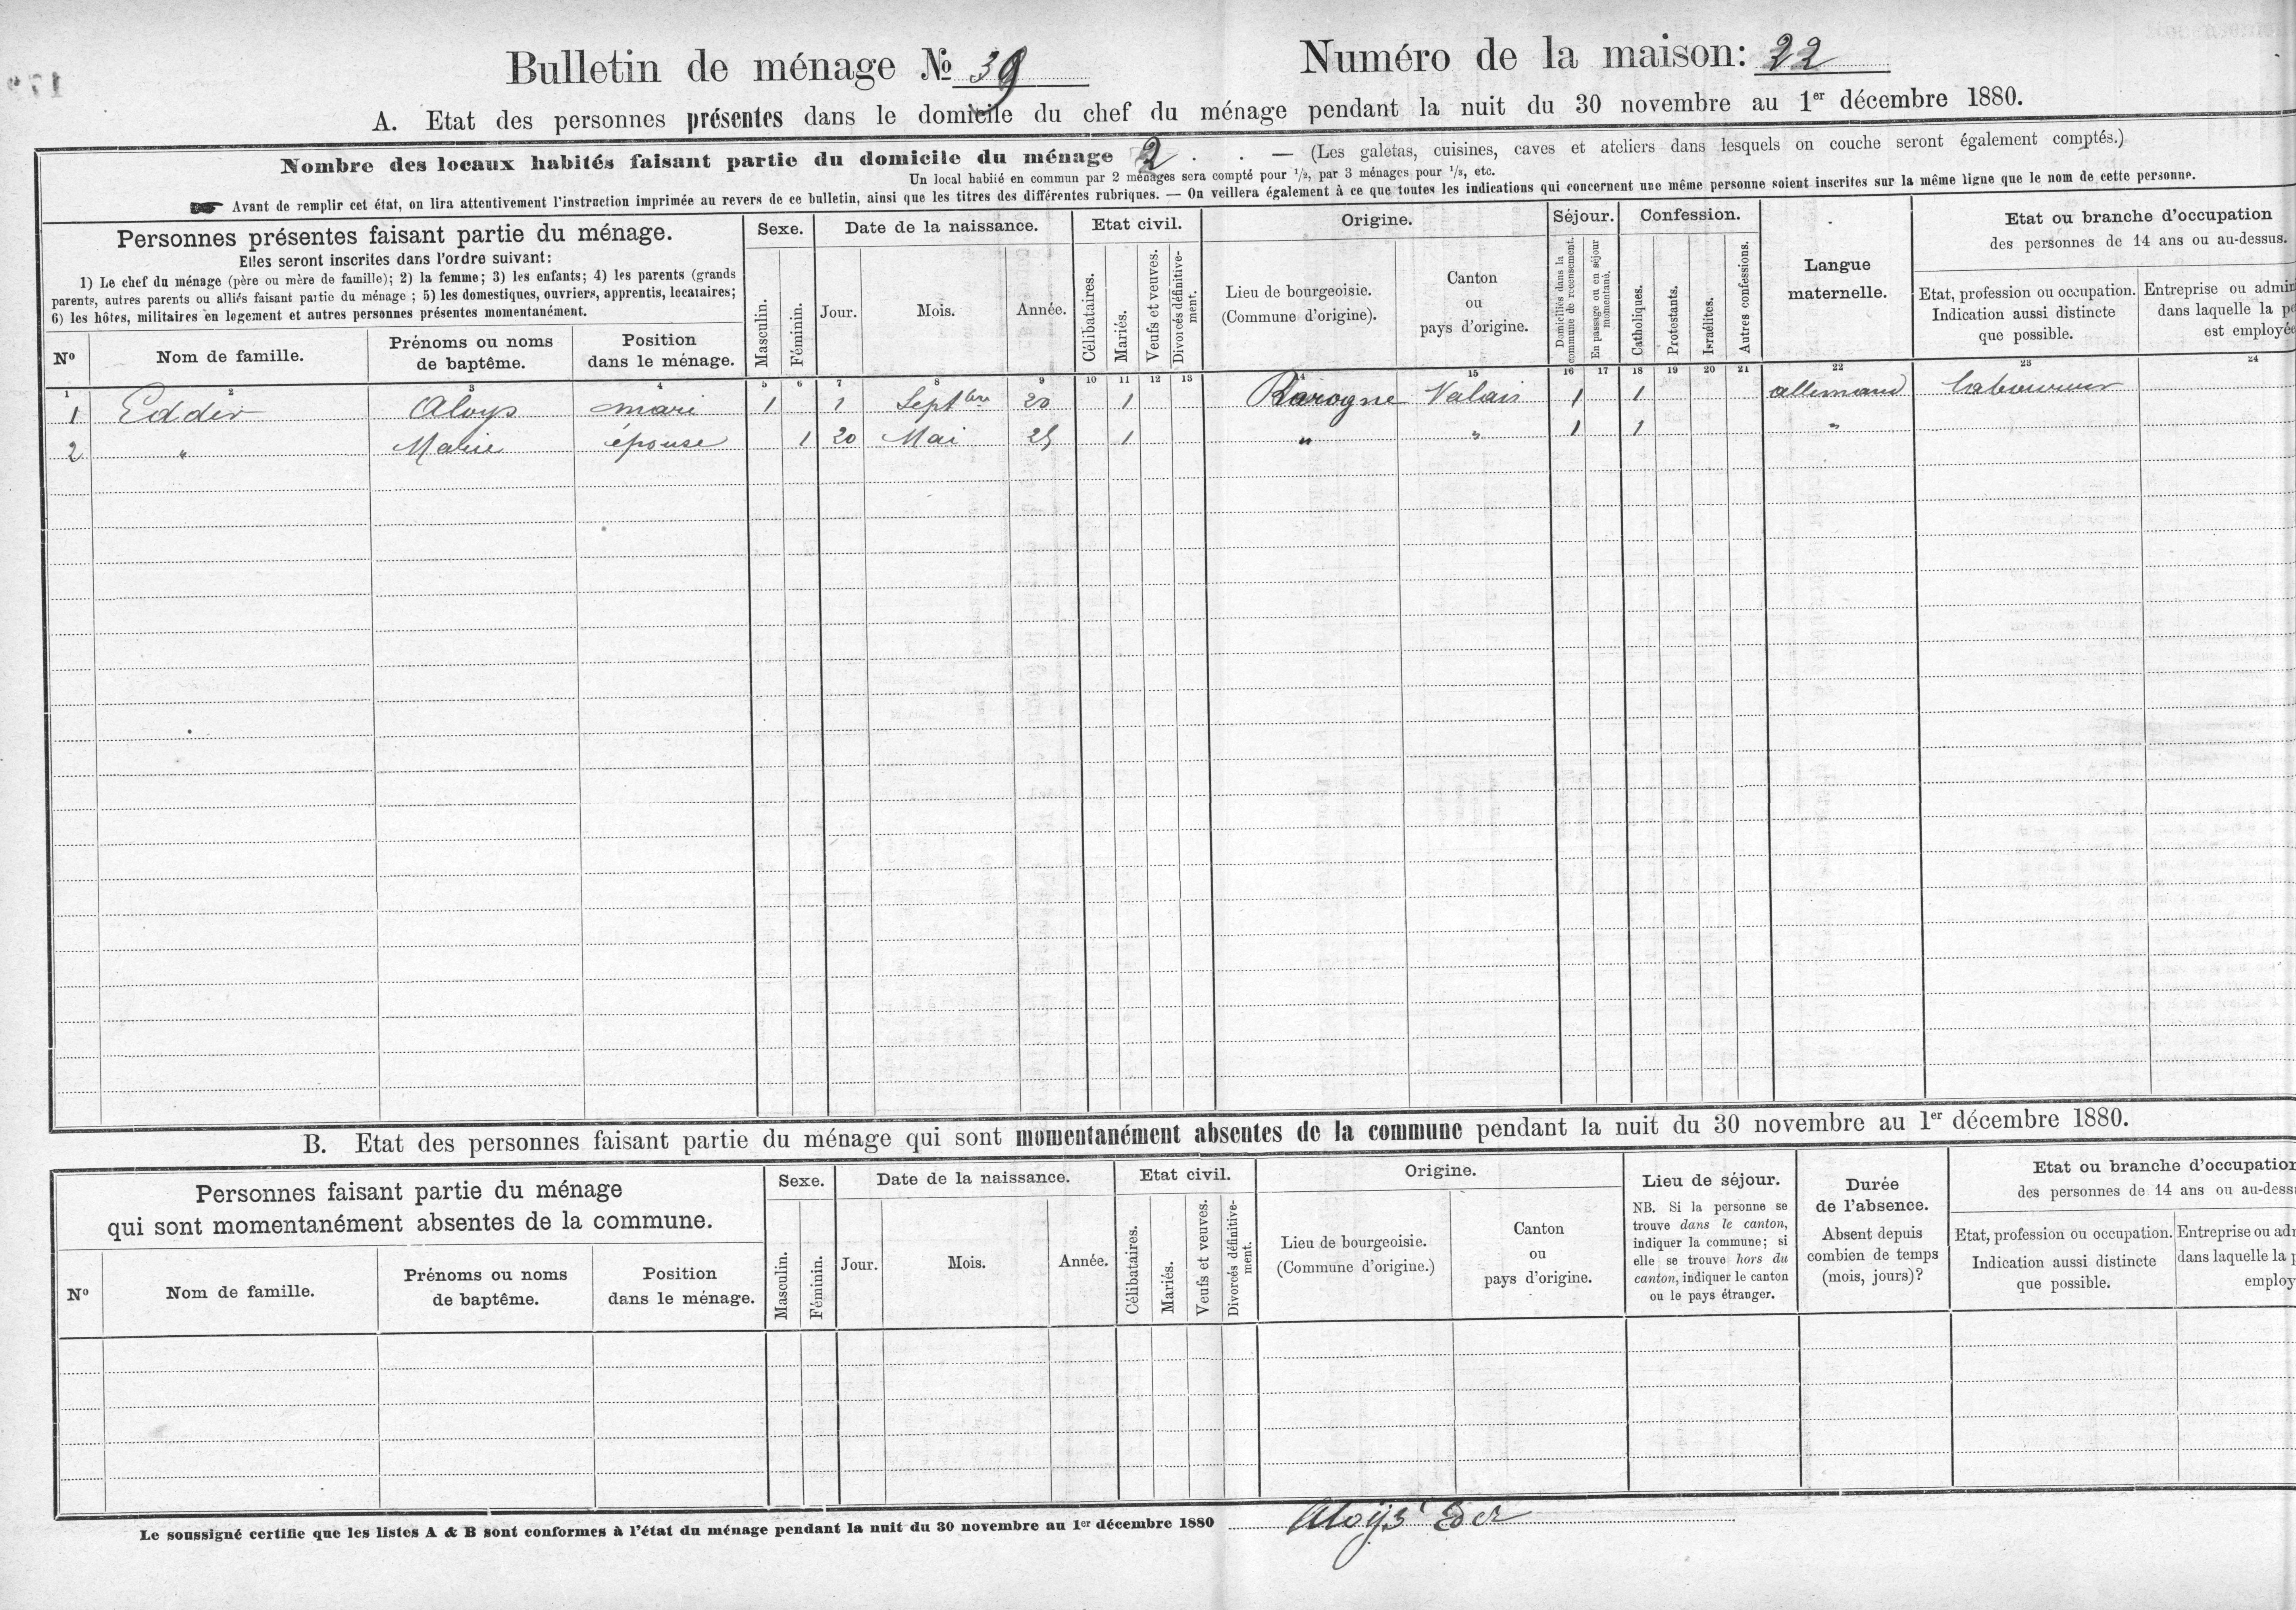 Bulletin de ménage № 39 Numéro de la maison: 22
A. Etat des personnes présentes dans le domicile du chef du ménage pendant la nuit du 30 novembre au 1er décembre 1880.
Nombre des locaux habités faisant partie du domicile du ménage 2 . . — (Les galetas, cuisines, caves et ateliers dans lesquels on couche seront également comptés.)
Un local habité en commun par 2 ménages sera compté pour 1/2, par 3 ménages pour 1/3, etc.
Avant de remplir cet état, on lira attentivement l'instruction imprimée au revers de ce bulletin, ainsi que les titres des différentes rubriques. — On veillera également à ce que toutes les indications qui concernent une même personne soient inscrites sur la même ligne que le nom de cette personne.
Personnes présentes faisant partie du ménage.
Elles seront inscrites dans l'ordre suivant:
1) Le chef du ménage (père ou mère de famille); 2) la femme; 3) les enfants; 4) les parents (grands
parents, autres parents ou alliés faisant partie du ménage ; 5) les domestiques, ouvriers, apprentis, locataires;
6) les hôtes, militaires en logement et autres personnes présentes momentanément.
Nº
Nom de famille.
Prénoms ou noms
de baptême.
Position
dans le ménage.
Sexe.
Masculin.
Féminin.
Date de la naissance.
Jour.
Mois.
Année.
Etat civil.
Célibataires.
Mariés.
Veufs et veuves.
Divorcés définitive-
ment.
Origine.
Lieu de bourgeoisie.
(Commune d'origine).
Canton
ou
pays d'origine.
Séjour.
Domiciliés dans la
commune de recensement.
En passage ou en séjour
momentané.
Confession.
Catholiques.
Protestants.
Israélites.
Autres confessions.
Langue
maternelle.
Etat ou branche d'occupation
des personnes de 14 ans ou au-dessus.
Etat, profession ou occupation.
Indication aussi distincte
que possible.
Entreprise ou admin
dans laquelle la pe
est employée
1 2 3 4 5 6 7 8 9 10 11 12 13 14 15 16 17 18 19 20 21 22 23 24
1 Edder Aloys mari 1 1 Septbre 20 1 Rarogne Valais 1 1 allemand laboureur
2 " Marie épouse 1 20 Mai 25 1 " " 1 1 "
B. Etat des personnes faisant partie du ménage qui sont momentanément absentes de la commune pendant la nuit du 30 novembre au 1er décembre 1880.
Personnes faisant partie du ménage
qui sont momentanément absentes de la commune.
Nº
Nom de famille.
Prénoms ou noms
de baptême.
Position
dans le ménage.
Sexe.
Masculin.
Féminin.
Date de la naissance.
Jour.
Mois.
Année.
Etat civil.
Célibataires.
Mariés.
Veufs et veuves.
Divorcés définitive-
ment.
Origine.
Lieu de bourgeoisie.
(Commune d'origine.)
Canton
ou
pays d'origine.
Lieu de séjour.
NB. Si la personne se
trouve dans le canton,
indiquer la commune; si
elle se trouve hors du
canton, indiquer le canton
ou le pays étranger.
Durée
de l'absence.
Absent depuis
combien de temps
(mois, jours)?
Etat ou branche d'occupation
des personnes de 14 ans ou au-dess
Etat, profession ou occupation.
Indication aussi distincte
que possible.
Entreprise ou adm
dans laquelle la p
employ
Le soussigné certifie que les listes A & B sont conformes à l'état du ménage pendant la nuit du 30 novembre au 1er décembre 1880 Aloys Eder